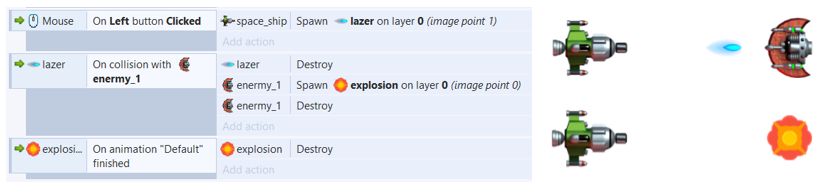 Mouse On Left button Clicked space_ship Spawn lazer on layer 0 (image point 1)
Add action
lazer On collision with enermy_1 lazer Destroy
enermy_1 Spawn explosion on layer 0 (image point 0)
enermy_1 Destroy
Add action
explosi... On animation "Default" finished explosion Destroy
Add action